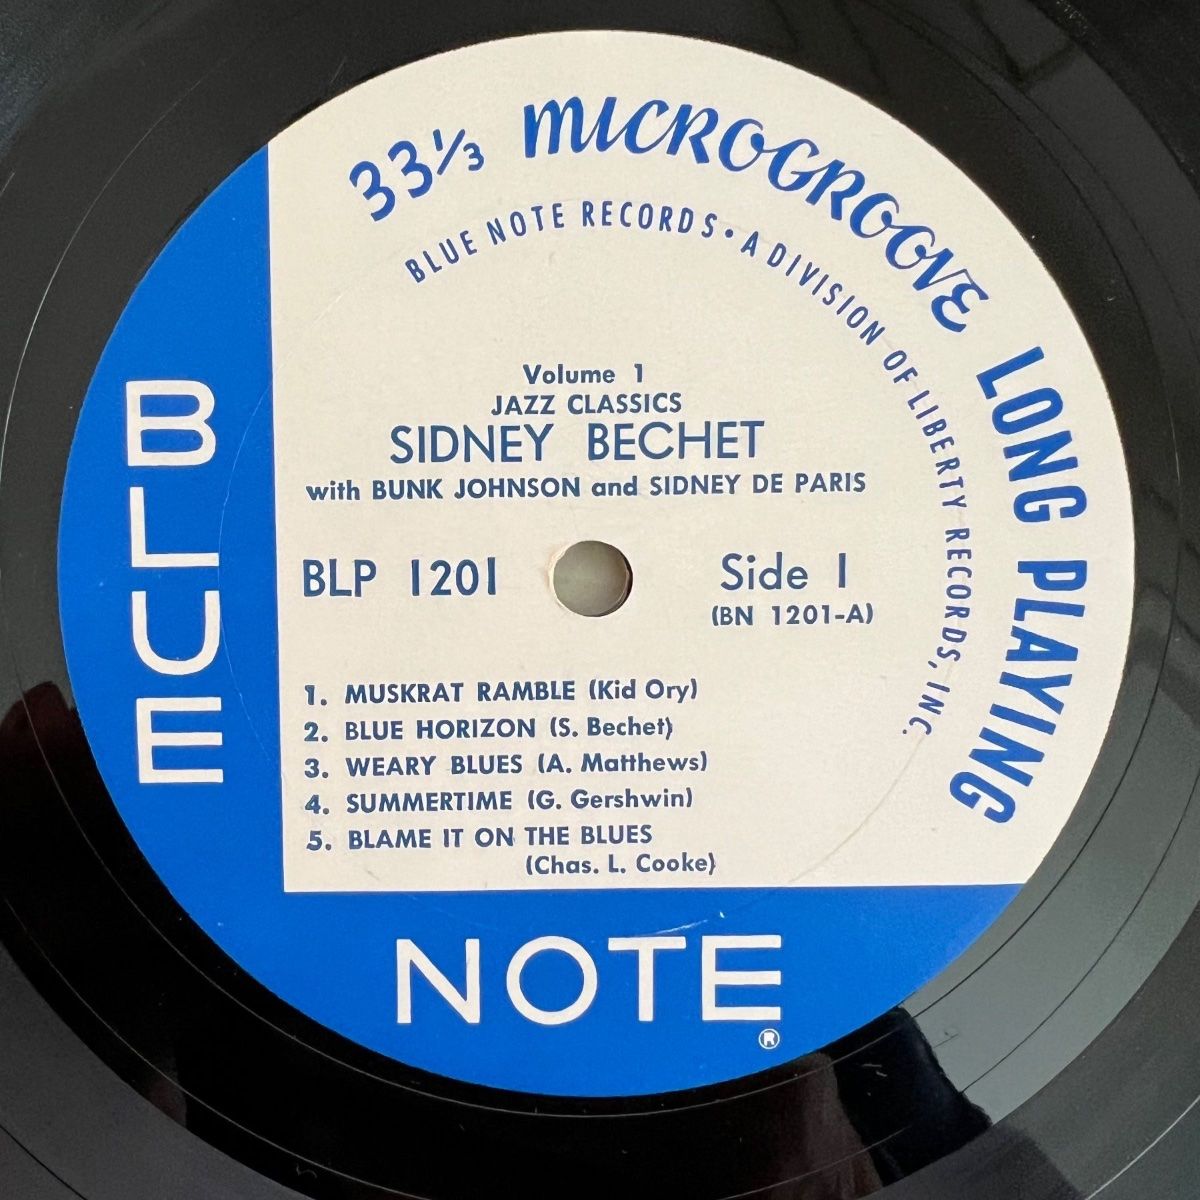 33⅓ MICROGROOVE LONG PLAYING
BLUE NOTE RECORDS • A DIVISION OF LIBERTY RECORDS, INC.
Volume 1
JAZZ CLASSICS
SIDNEY BECHET
with BUNK JOHNSON and SIDNEY DE PARIS
BLP 1201
Side 1
(BN 1201-A)
1. MUSKRAT RAMBLE (Kid Ory)
2. BLUE HORIZON (S. Bechet)
3. WEARY BLUES (A. Matthews)
4. SUMMERTIME (G. Gershwin)
5. BLAME IT ON THE BLUES
(Chas. L. Cooke)
BLUE
NOTE
®